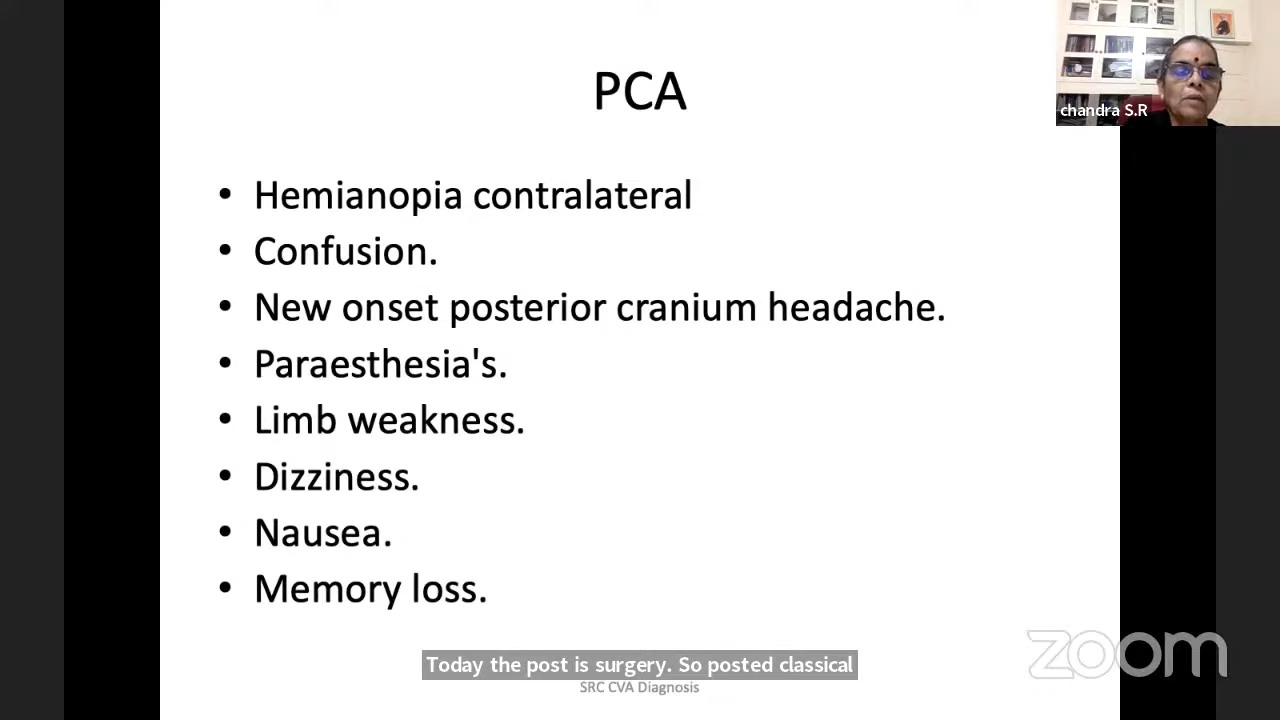 PCA
chandra S.R
• Hemianopia contralateral
• Confusion.
• New onset posterior cranium headache.
• Paraesthesia's.
• Limb weakness.
• Dizziness.
• Nausea.
• Memory loss.
Today the post is surgery. So posted classical
SRC CVA Diagnosis
zoom